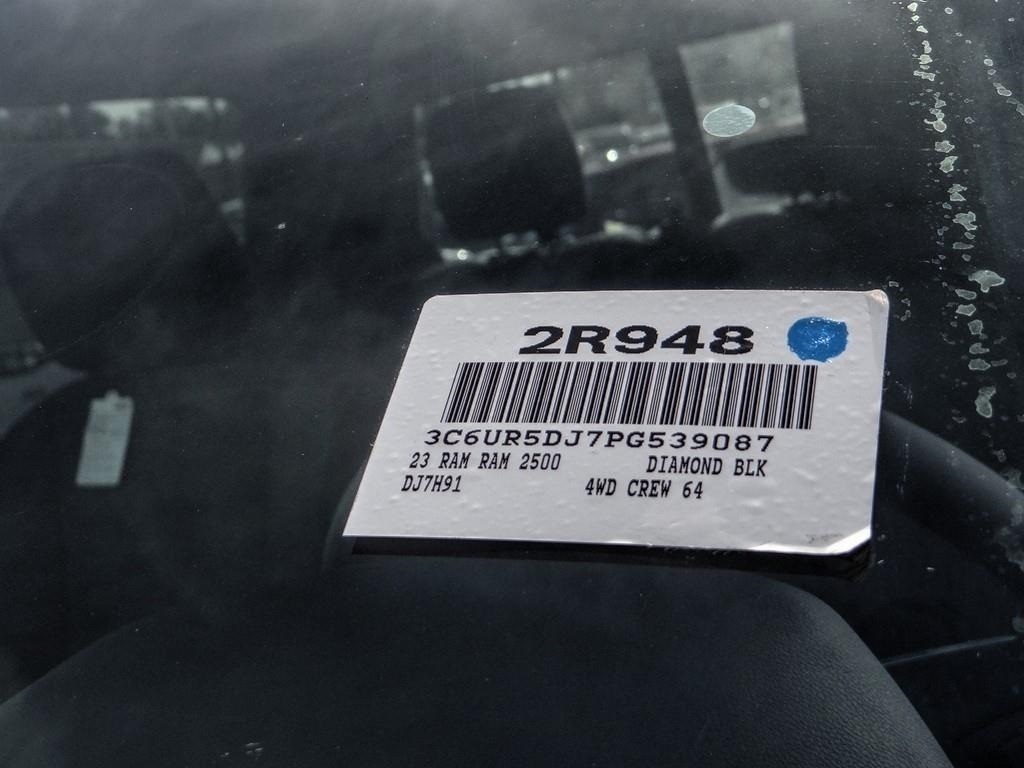 2R948
3C6UR5DJ7PG539087
23 RAM RAM 2500 DIAMOND BLK
DJ7H91 4WD CREW 64